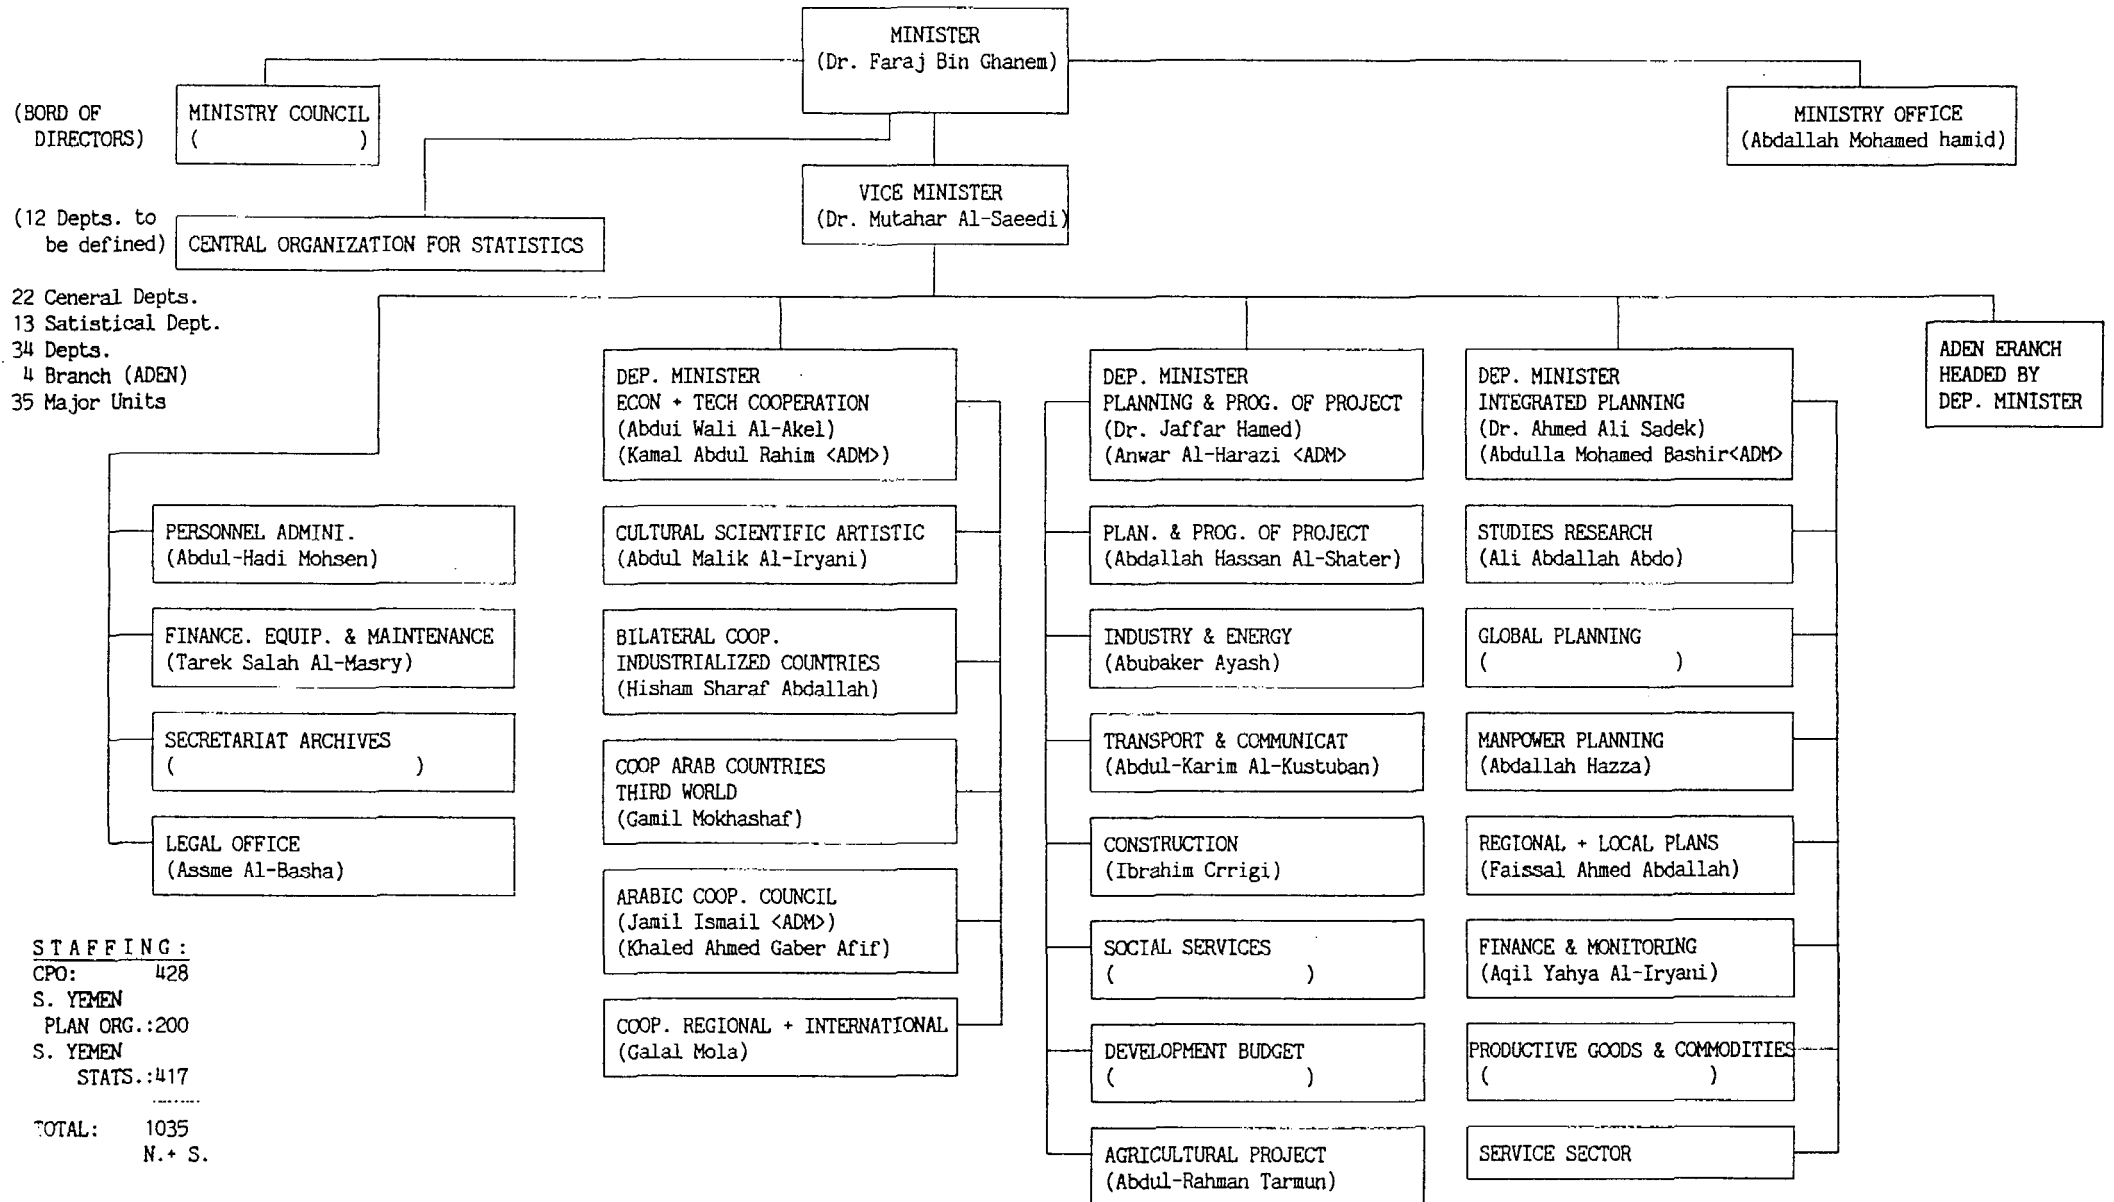 MINISTER
(Dr. Faraj Bin Ghanem)
(BORD OF
DIRECTORS)
MINISTRY COUNCIL
( )
MINISTRY OFFICE
(Abdallah Mohamed hamid)
VICE MINISTER
(Dr. Mutahar Al-Saeedi)
(12 Depts. to
be defined)
CENTRAL ORGANIZATION FOR STATISTICS
22 Ceneral Depts.
13 Satistical Dept.
34 Depts.
4 Branch (ADEN)
35 Major Units
PERSONNEL ADMINI.
(Abdul-Hadi Mohsen)
FINANCE. EQUIP. & MAINTENANCE
(Tarek Salah Al-Masry)
SECRETARIAT ARCHIVES
( )
LEGAL OFFICE
(Assme Al-Basha)
DEP. MINISTER
ECON + TECH COOPERATION
(Abdui Wali Al-Akel)
(Kamal Abdul Rahim <ADM>)
CULTURAL SCIENTIFIC ARTISTIC
(Abdul Malik Al-Iryani)
BILATERAL COOP.
INDUSTRIALIZED COUNTRIES
(Hisham Sharaf Abdallah)
COOP ARAB COUNTRIES
THIRD WORLD
(Gamil Mokhashaf)
ARABIC COOP. COUNCIL
(Jamil Ismail <ADM>)
(Khaled Ahmed Gaber Afif)
COOP. REGIONAL + INTERNATIONAL
(Galal Mola)
DEP. MINISTER
PLANNING & PROG. OF PROJECT
(Dr. Jaffar Hamed)
(Anwar Al-Harazi <ADM>
PLAN. & PROG. OF PROJECT
(Abdallah Hassan Al-Shater)
INDUSTRY & ENERGY
(Abubaker Ayash)
TRANSPORT & COMMUNICAT
(Abdul-Karim Al-Kustuban)
CONSTRUCTION
(Ibrahim Crrigi)
SOCIAL SERVICES
( )
DEVELOPMENT BUDGET
( )
AGRICULTURAL PROJECT
(Abdul-Rahman Tarmun)
DEP. MINISTER
INTEGRATED PLANNING
(Dr. Ahmed Ali Sadek)
(Abdulla Mohamed Bashir<ADM>
STUDIES RESEARCH
(Ali Abdallah Abdo)
GLOBAL PLANNING
( )
MANPOWER PLANNING
(Abdallah Hazza)
REGIONAL + LOCAL PLANS
(Faissal Ahmed Abdallah)
FINANCE & MONITORING
(Aqil Yahya Al-Iryani)
PRODUCTIVE GOODS & COMMODITIES
( )
SERVICE SECTOR
ADEN ERANCH
HEADED BY
DEP. MINISTER
STAFFING:
CPO: 428
S. YEMEN
PLAN ORG.:200
S. YEMEN
STATS.:417
TOTAL: 1035
N.+ S.